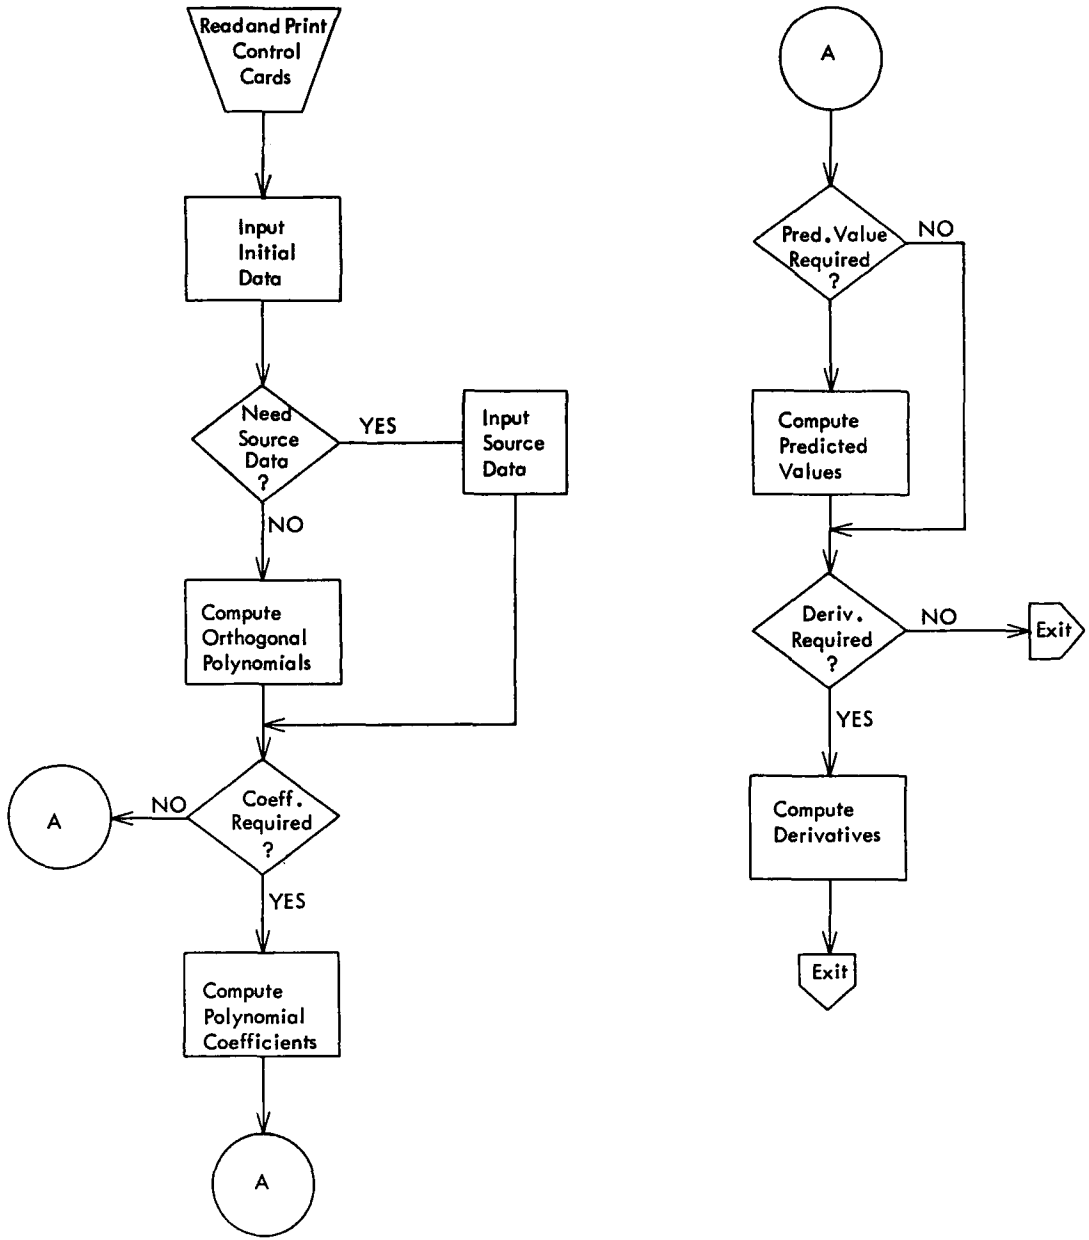 Read and Print
Control
Cards
Input
Initial
Data
Need
Source
Data
?
YES
Input
Source
Data
NO
Compute
Orthogonal
Polynomials
Coeff.
Required
?
NO
A
YES
Compute
Polynomial
Coefficients
A
A
Pred. Value
Required
?
NO
Compute
Predicted
Values
Deriv.
Required
?
NO
Exit
YES
Compute
Derivatives
Exit